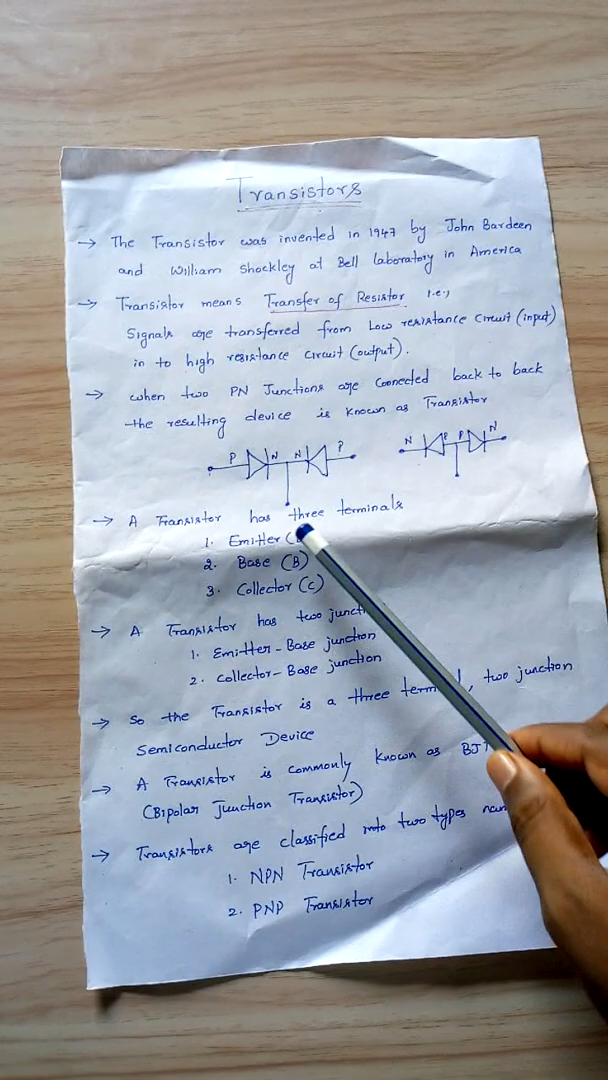 Transistors
→ The Transistor was invented in 1947 by John Bardeen
and William Shockley at Bell laboratory in America
→ Transistor means Transfer of Resistor i.e.,
Signals are transferred from Low resistance circuit (input)
in to high resistance circuit (output).
→ when two PN Junctions are connected back to back
the resulting device is known as Transistor
P N N P N P P N
→ A Transistor has three terminals
1. Emitter (
2. Base (B)
3. Collector (C)
→ A Transistor has two
1. Emitter-Base junction
2. Collector-Base junction
→ So the Transistor is a three , two junction
Semiconductor Device
→ A Transistor is commonly known as BJT
(Bipolar Junction Transistor)
→ Transistors are classified into two types
1. NPN Transistor
2. PNP Transistor